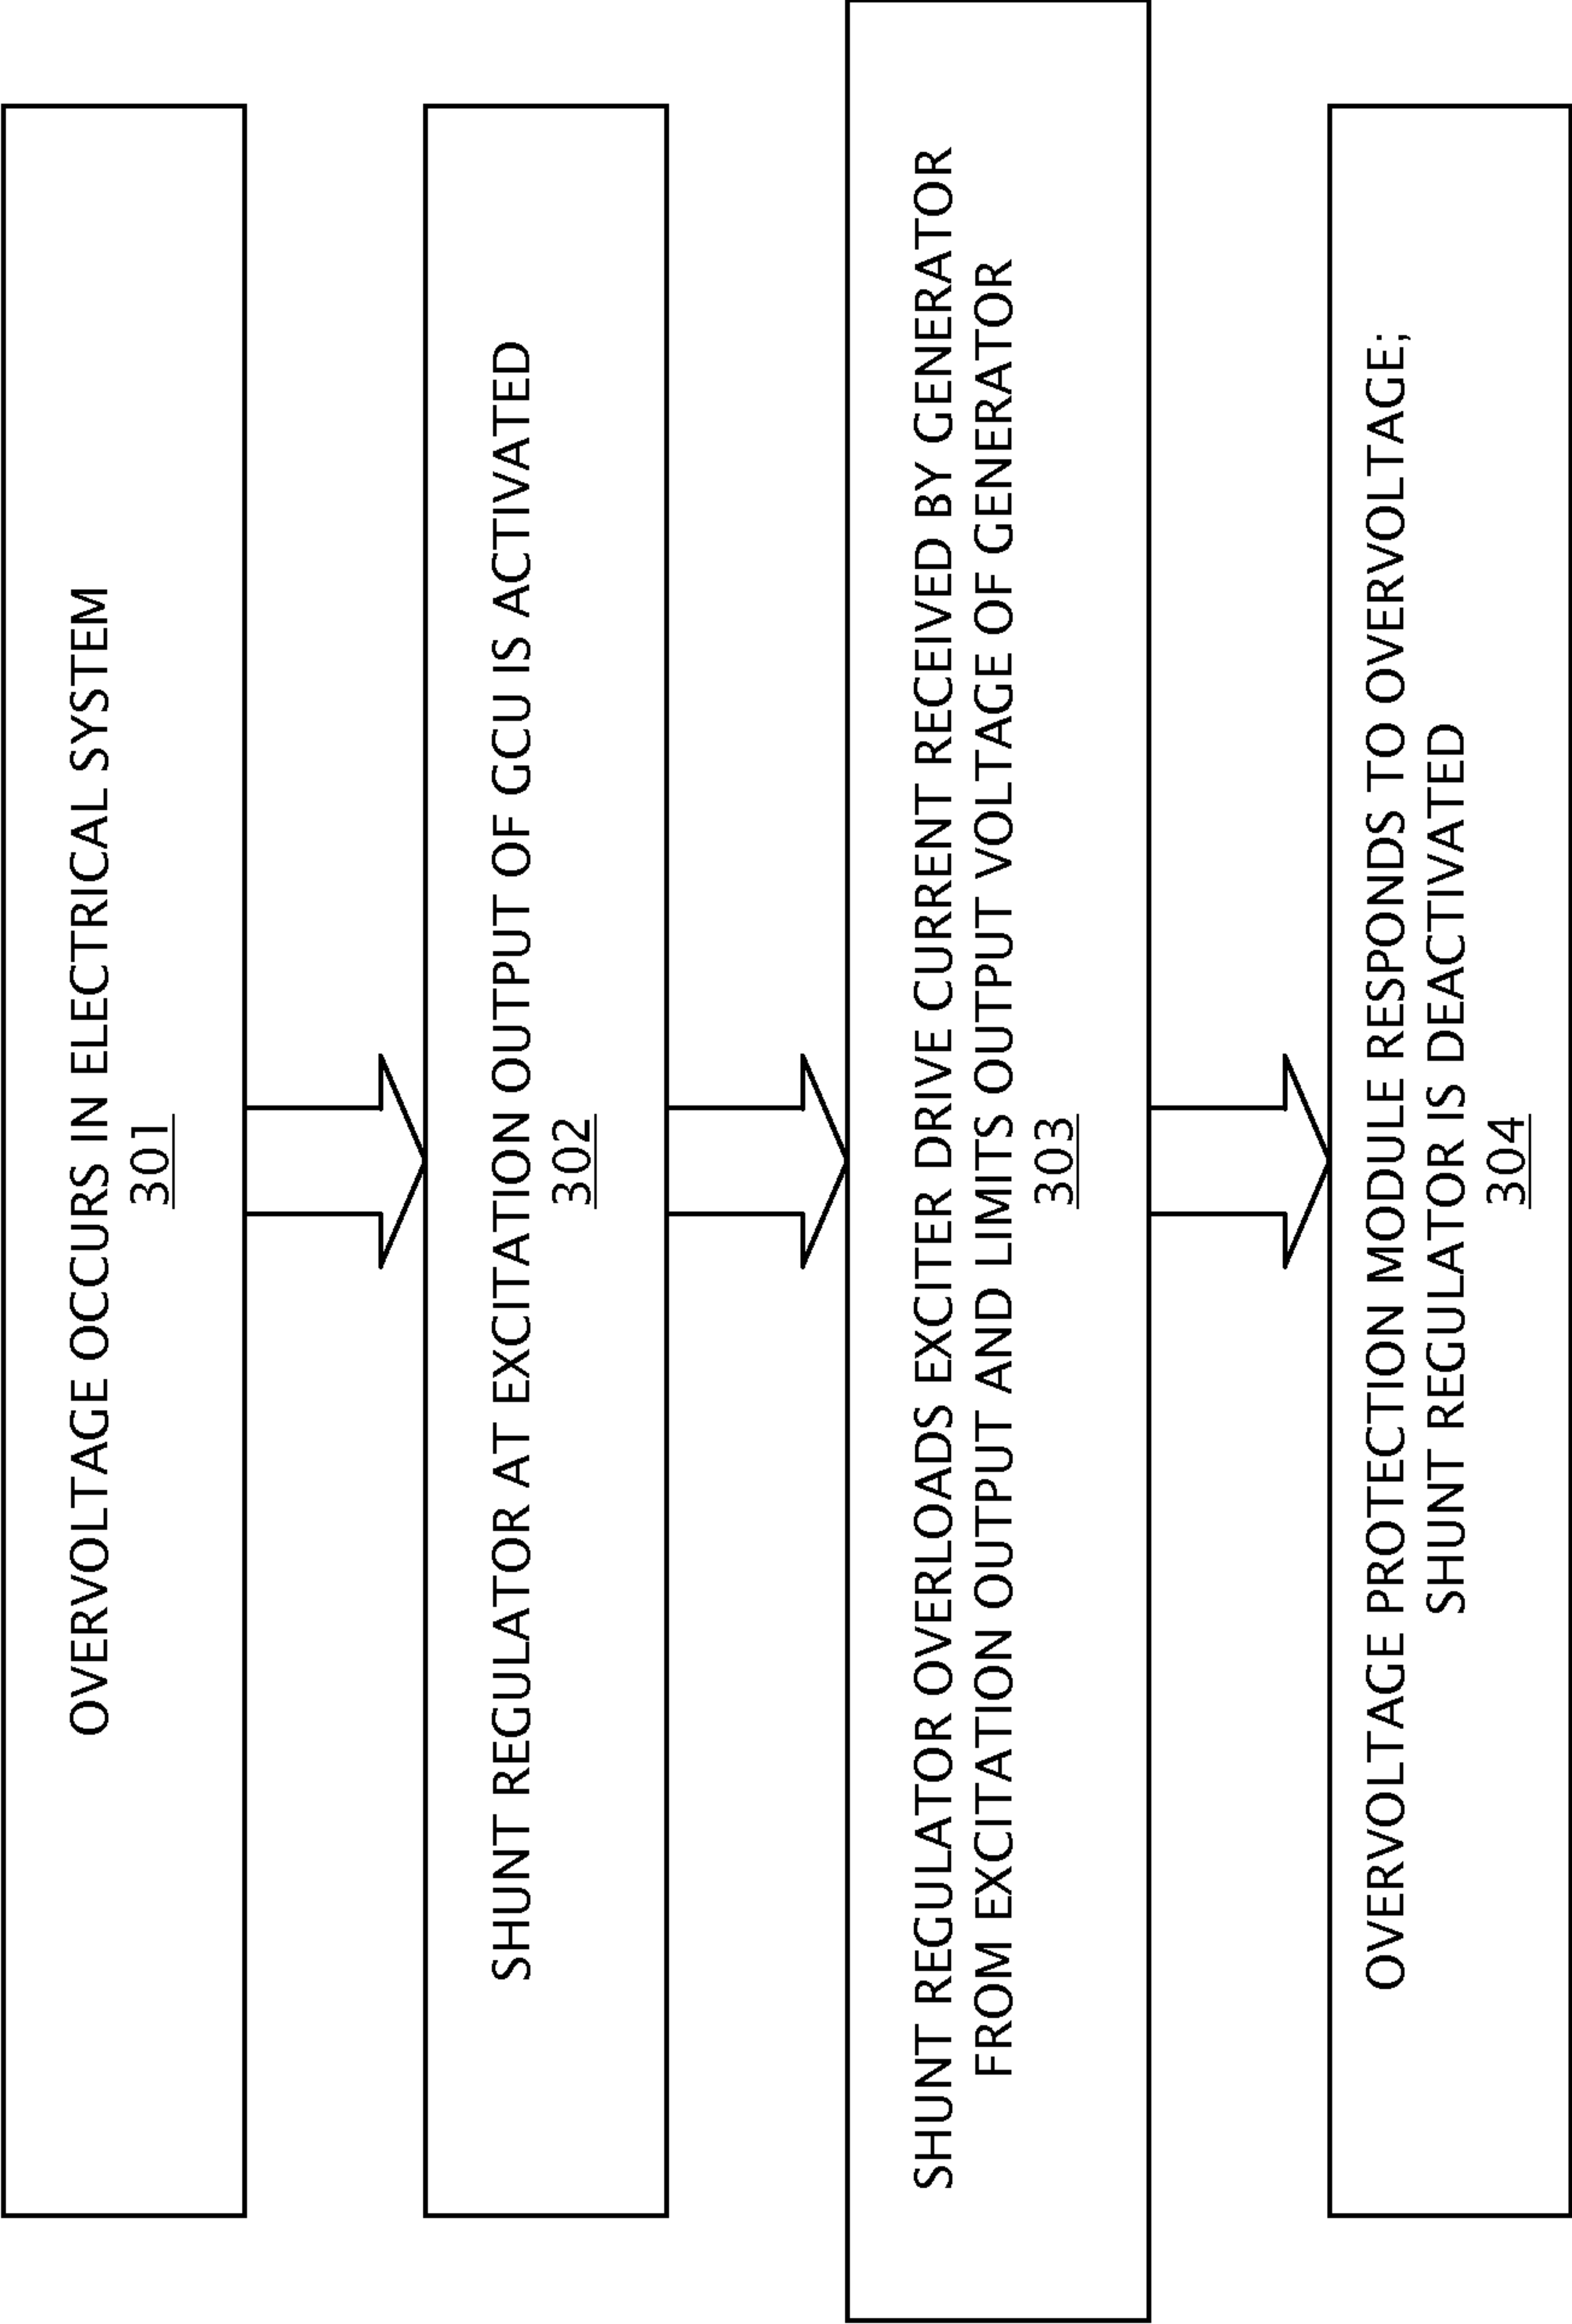 OVERVOLTAGE OCCURS IN ELECTRICAL SYSTEM
301
SHUNT REGULATOR AT EXCITATION OUTPUT OF GCU IS ACTIVATED
302
SHUNT REGULATOR OVERLOADS EXCITER DRIVE CURRENT RECEIVED BY GENERATOR
FROM EXCITATION OUTPUT AND LIMITS OUTPUT VOLTAGE OF GENERATOR
303
OVERVOLTAGE PROTECTION MODULE RESPONDS TO OVERVOLTAGE;
SHUNT REGULATOR IS DEACTIVATED
304